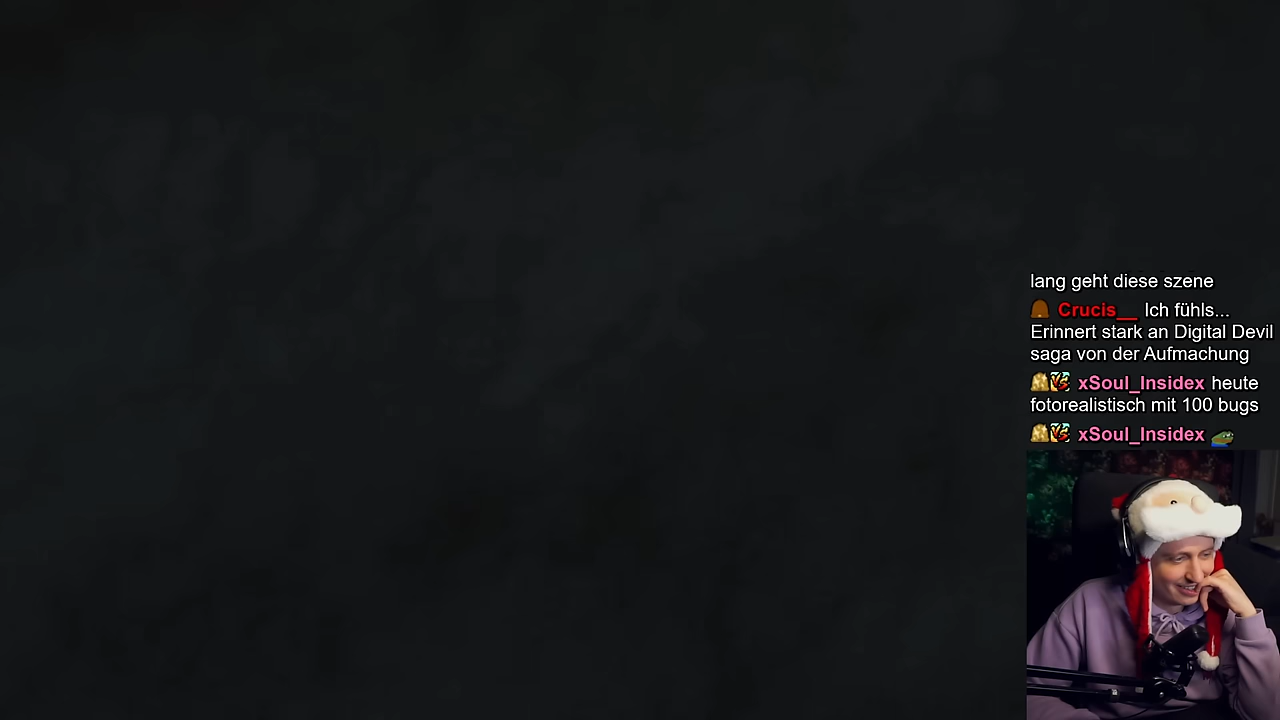 lang geht diese szene
Crucis__ Ich fühls...
Erinnert stark an Digital Devil
saga von der Aufmachung
xSoul_Insidex heute
fotorealistisch mit 100 bugs
xSoul_Insidex